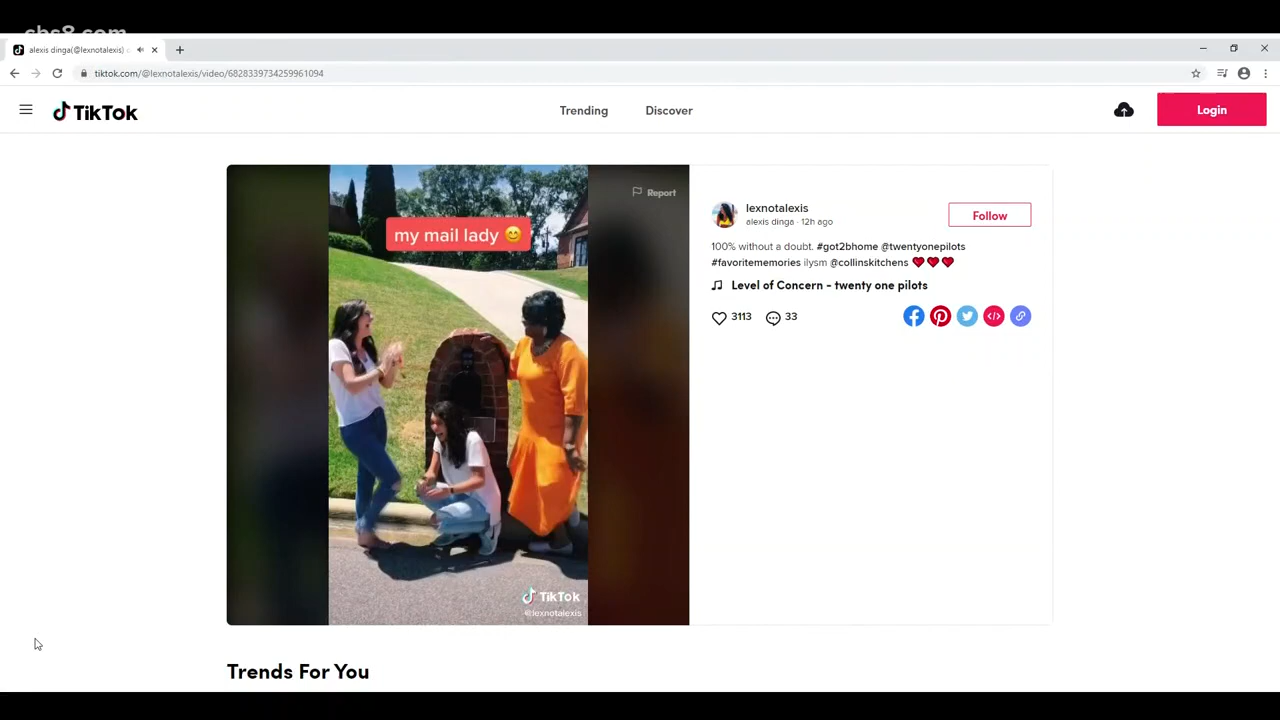 cbs8.com
alexis dinga(@lexnotalexis)
tiktok.com/@lexnotalexis/video/6828339734259961094
TikTok
Trending
Discover
Login
Report
my mail lady 😊
TikTok
@lexnotalexis
lexnotalexis
alexis dinga · 12h ago
Follow
100% without a doubt. #got2bhome @twentyonepilots
#favoritememories ilysm @collinskitchens ❤❤❤
♫ Level of Concern - twenty one pilots
3113
33
Trends For You